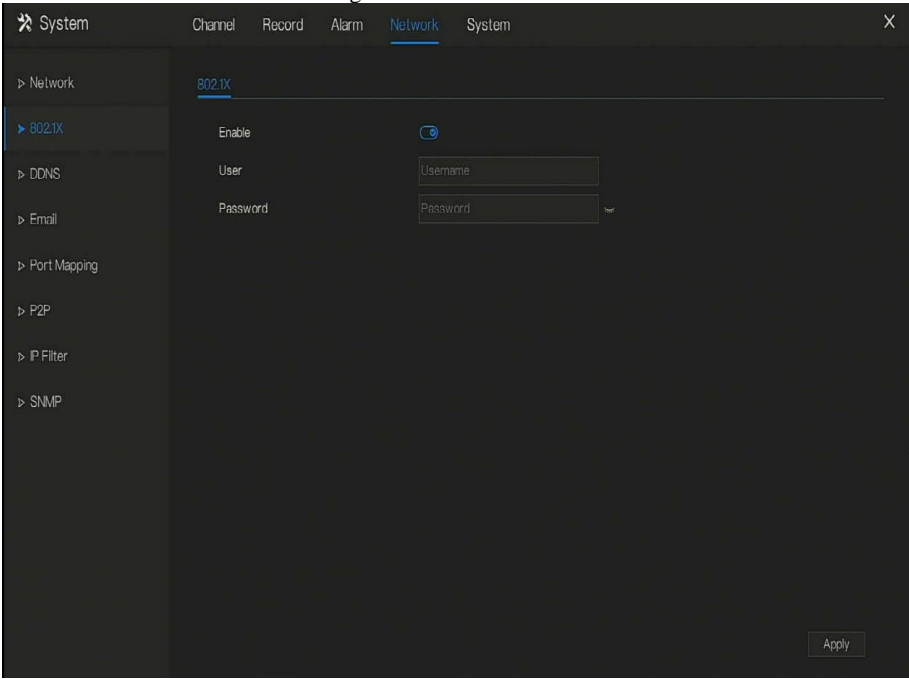 System Channel Record Alarm Network System X
Network
802.1X
DDNS
Email
Port Mapping
P2P
IP Filter
SNMP
802.1X
Enable
User Username
Password Password
Apply